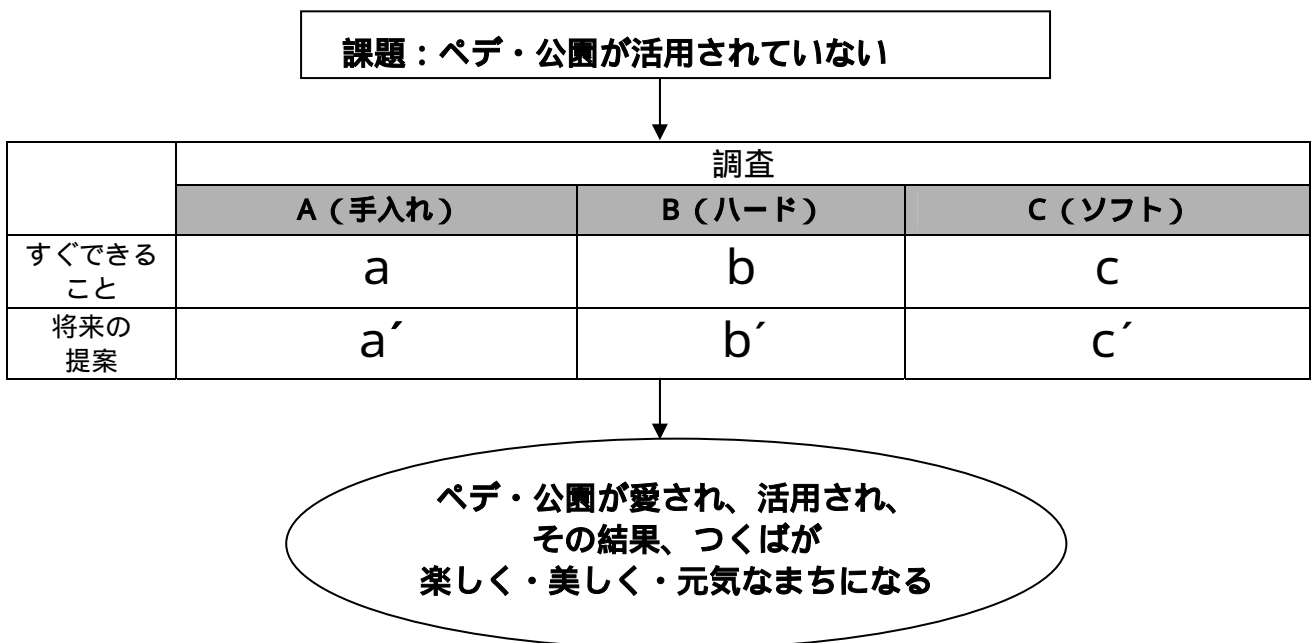 課題：ペデ・公園が活用されていない
調査
A（手入れ） B（ハード） C（ソフト）
すぐできる
こと
a b c
将来の
提案
a´ b´ c´
ペデ・公園が愛され、活用され、
その結果、つくばが
楽しく・美しく・元気なまちになる